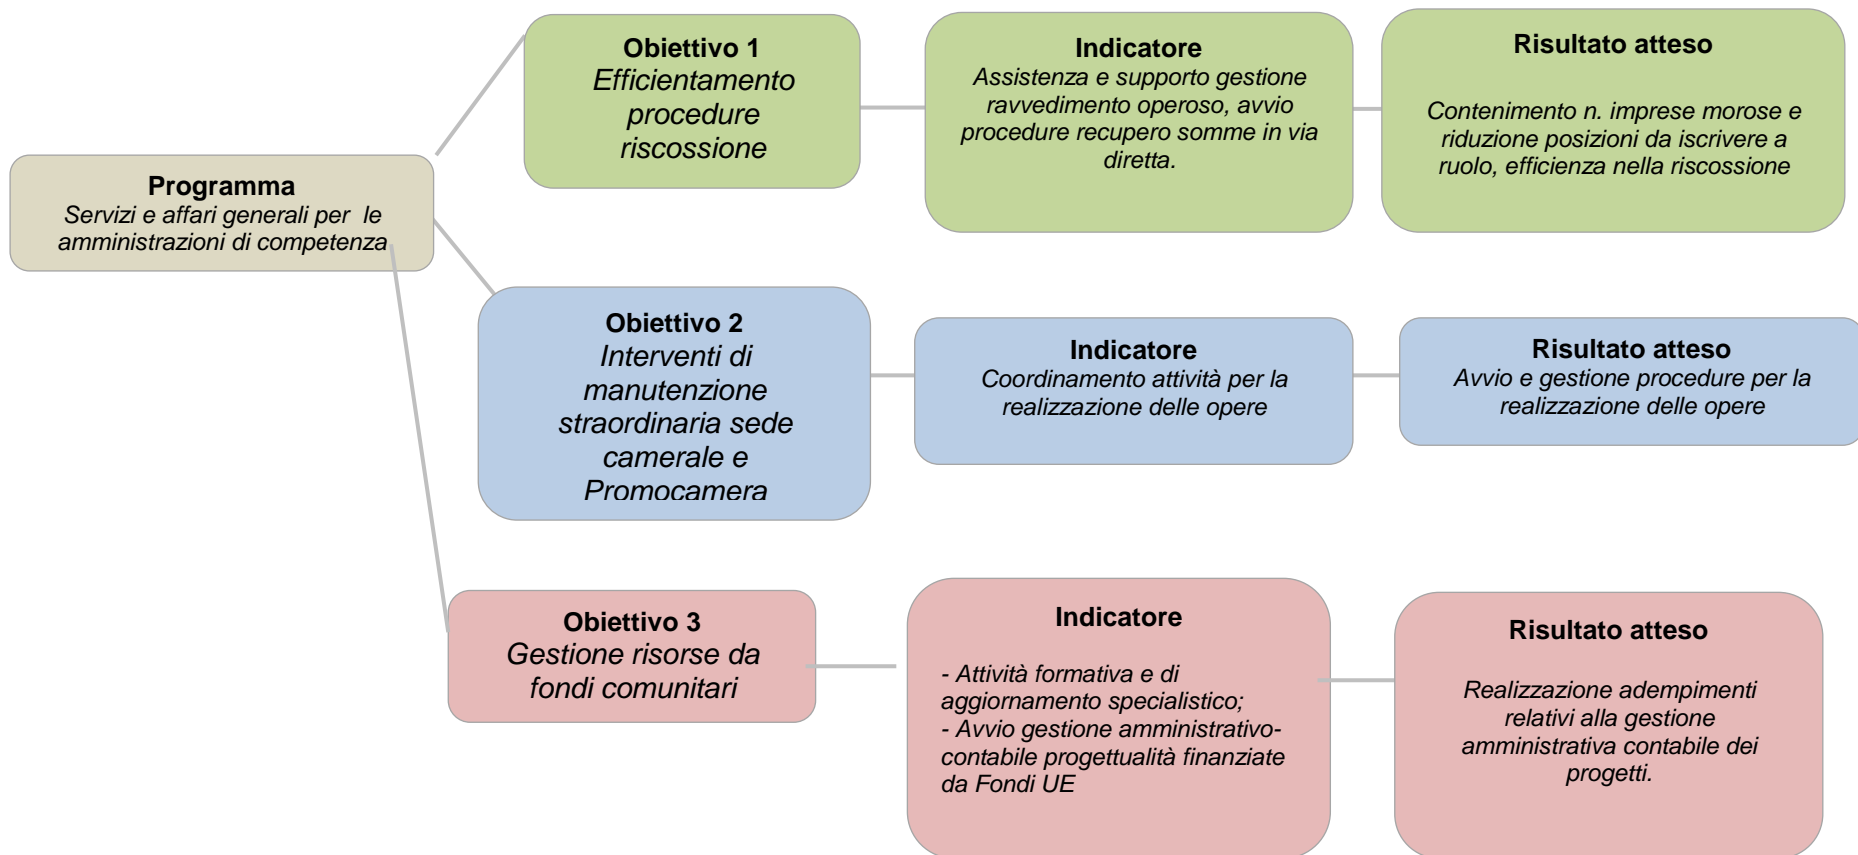 Programma
Servizi e affari generali per le
amministrazioni di competenza
Obiettivo 1
Efficientamento
procedure
riscossione
Indicatore
Assistenza e supporto gestione
ravvedimento operoso, avvio
procedure recupero somme in via
diretta.
Risultato atteso
Contenimento n. imprese morose e
riduzione posizioni da iscrivere a
ruolo, efficienza nella riscossione
Obiettivo 2
Interventi di
manutenzione
straordinaria sede
camerale e
Promocamera
Indicatore
Coordinamento attività per la
realizzazione delle opere
Risultato atteso
Avvio e gestione procedure per la
realizzazione delle opere
Obiettivo 3
Gestione risorse da
fondi comunitari
Indicatore
- Attività formativa e di
aggiornamento specialistico;
- Avvio gestione amministrativo-
contabile progettualità finanziate
da Fondi UE
Risultato atteso
Realizzazione adempimenti
relativi alla gestione
amministrativa contabile dei
progetti.